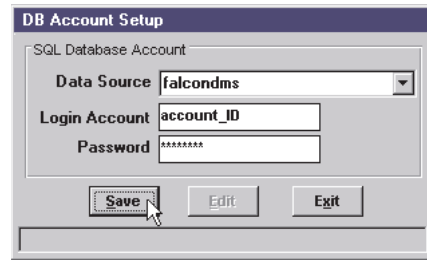 DB Account Setup
SQL Database Account
Data Source falcondms
Login Account account_ID
Password ********
Save Edit Exit